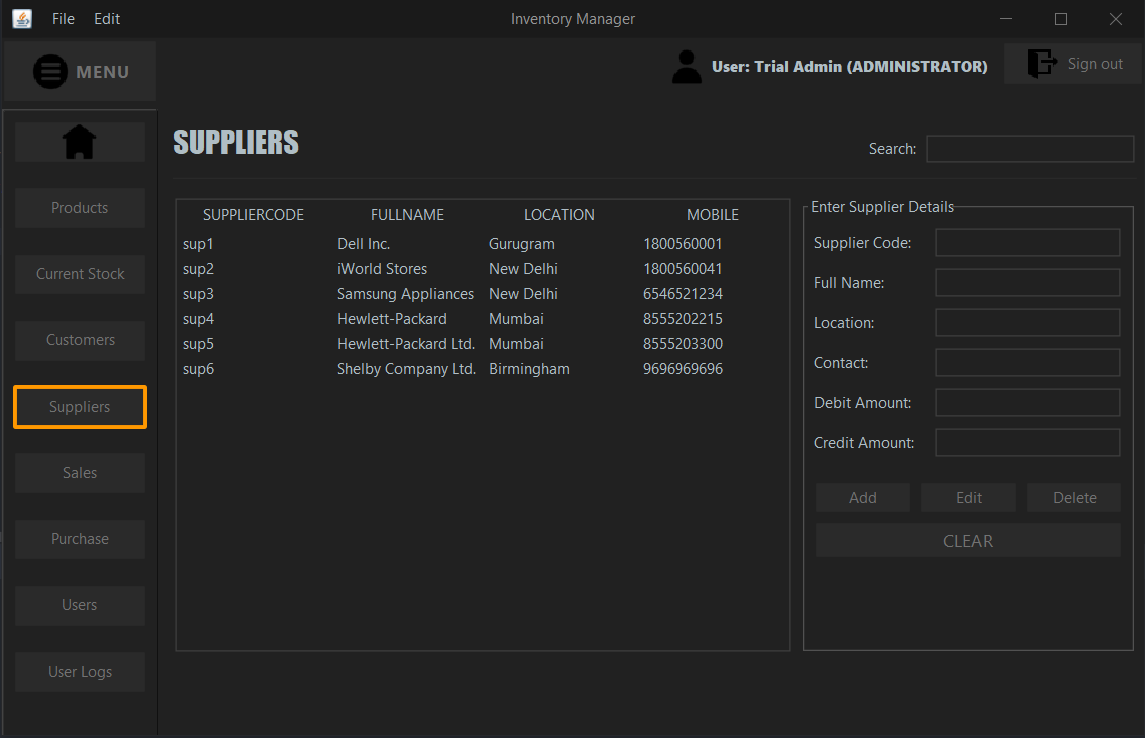 File Edit Inventory Manager
MENU User: Trial Admin (ADMINISTRATOR) Sign out
SUPPLIERS
Search:
Products
Current Stock
Customers
Suppliers
Sales
Purchase
Users
User Logs
SUPPLIERCODE FULLNAME LOCATION MOBILE
sup1 Dell Inc. Gurugram 1800560001
sup2 iWorld Stores New Delhi 1800560041
sup3 Samsung Appliances New Delhi 6546521234
sup4 Hewlett-Packard Mumbai 8555202215
sup5 Hewlett-Packard Ltd. Mumbai 8555203300
sup6 Shelby Company Ltd. Birmingham 9696969696
Enter Supplier Details
Supplier Code:
Full Name:
Location:
Contact:
Debit Amount:
Credit Amount:
Add Edit Delete
CLEAR